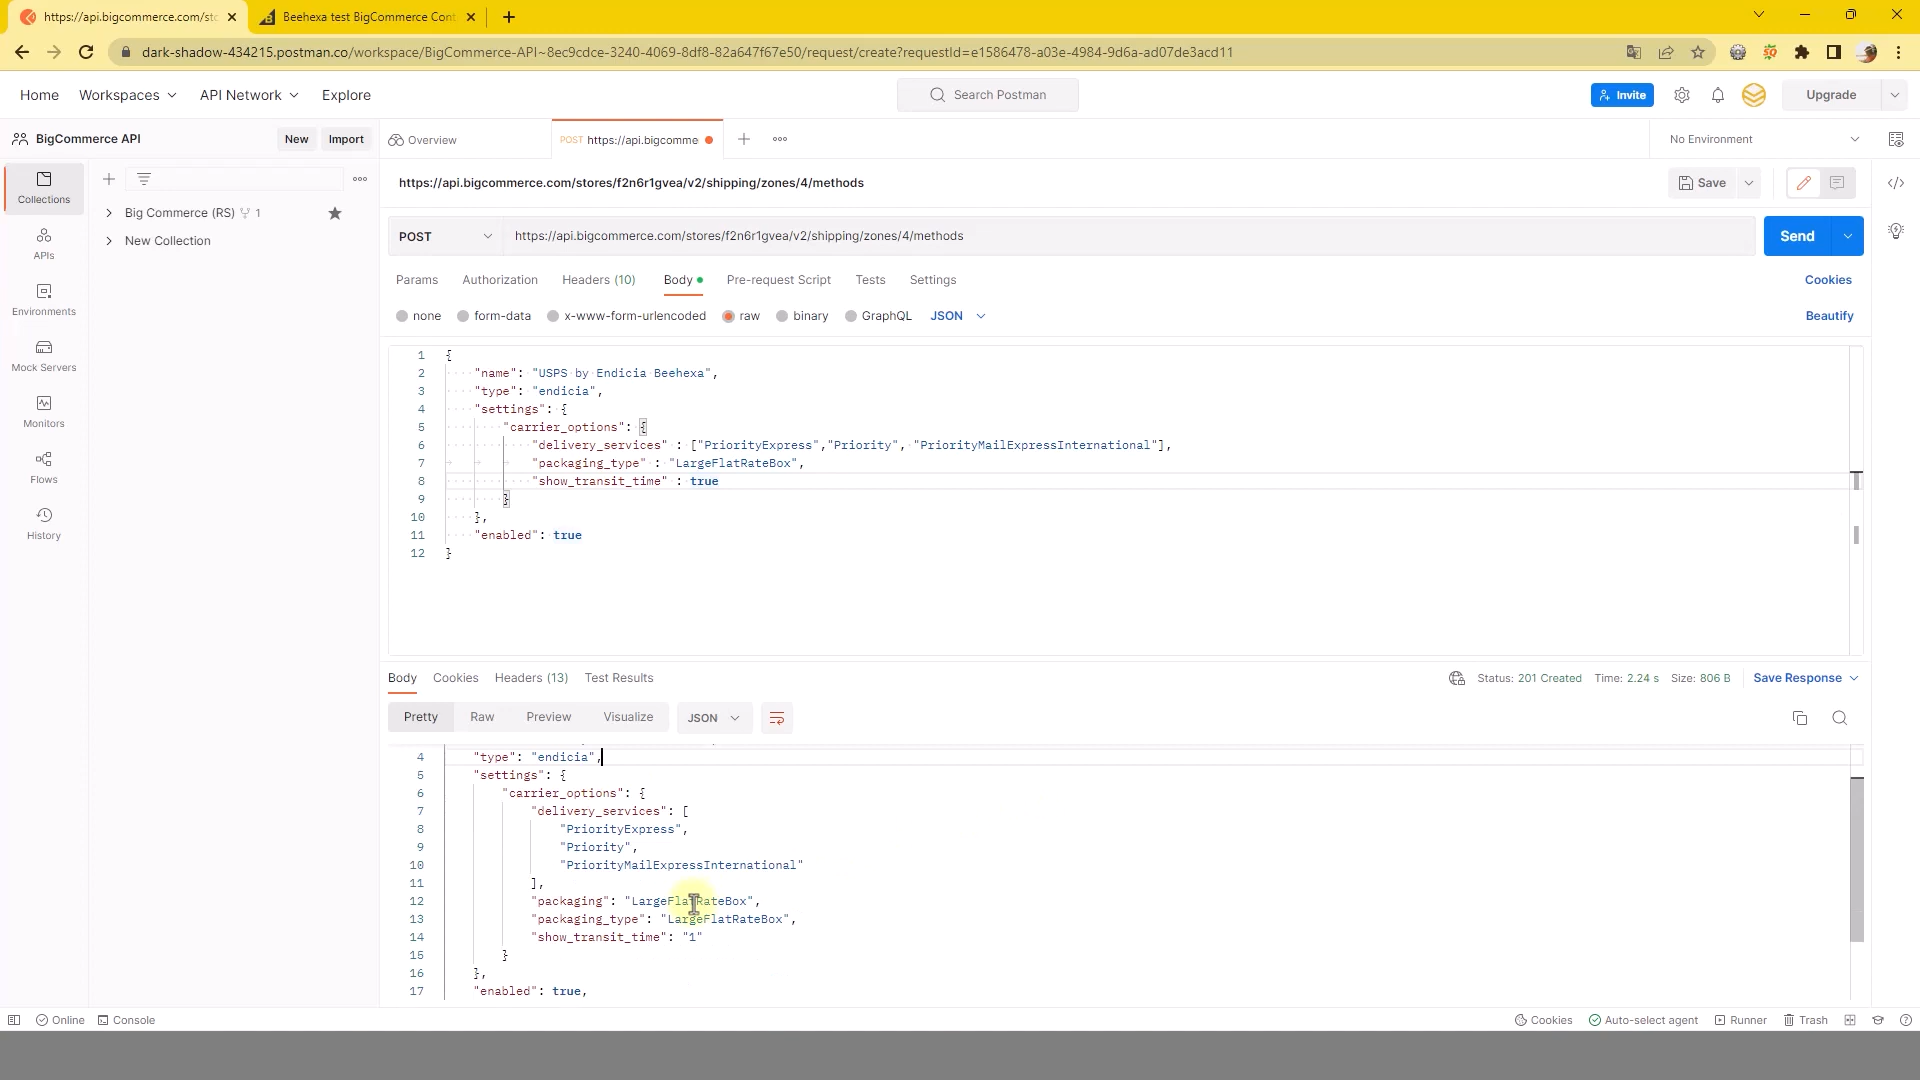 https://api.bigcommerce.com/sto
Beehexa test BigCommerce Cont
dark-shadow-434215.postman.co/workspace/BigCommerce-API~8ec9cdce-3240-4069-8df8-82a647f67e50/request/create?requestId=e1586478-a03e-4984-9d6a-ad07de3acd11
Home Workspaces API Network Explore
Search Postman
Invite
Upgrade
BigCommerce API
New Import
Overview
POST https://api.bigcomme
No Environment
Collections
APIs
Environments
Mock Servers
Monitors
Flows
History
Big Commerce (RS) 1
New Collection
https://api.bigcommerce.com/stores/f2n6r1gvea/v2/shipping/zones/4/methods
Save
POST https://api.bigcommerce.com/stores/f2n6r1gvea/v2/shipping/zones/4/methods
Send
Params Authorization Headers (10) Body Pre-request Script Tests Settings
Cookies
none form-data x-www-form-urlencoded raw binary GraphQL JSON
Beautify
1 {
2 "name": "USPS by Endicia Beehexa",
3 "type": "endicia",
4 "settings": {
5 "carrier_options": {
6 "delivery_services" : ["PriorityExpress","Priority", "PriorityMailExpressInternational"],
7 "packaging_type" : "LargeFlatRateBox",
8 "show_transit_time" : true
9 }
10 },
11 "enabled": true
12 }
Body Cookies Headers (13) Test Results
Status: 201 Created Time: 2.24 s Size: 806 B
Save Response
Pretty Raw Preview Visualize JSON
4 "type": "endicia",
5 "settings": {
6 "carrier_options": {
7 "delivery_services": [
8 "PriorityExpress",
9 "Priority",
10 "PriorityMailExpressInternational"
11 ],
12 "packaging": "LargeFlatRateBox",
13 "packaging_type": "LargeFlatRateBox",
14 "show_transit_time": "1"
15 }
16 },
17 "enabled": true,
Online Console
Cookies Auto-select agent Runner Trash